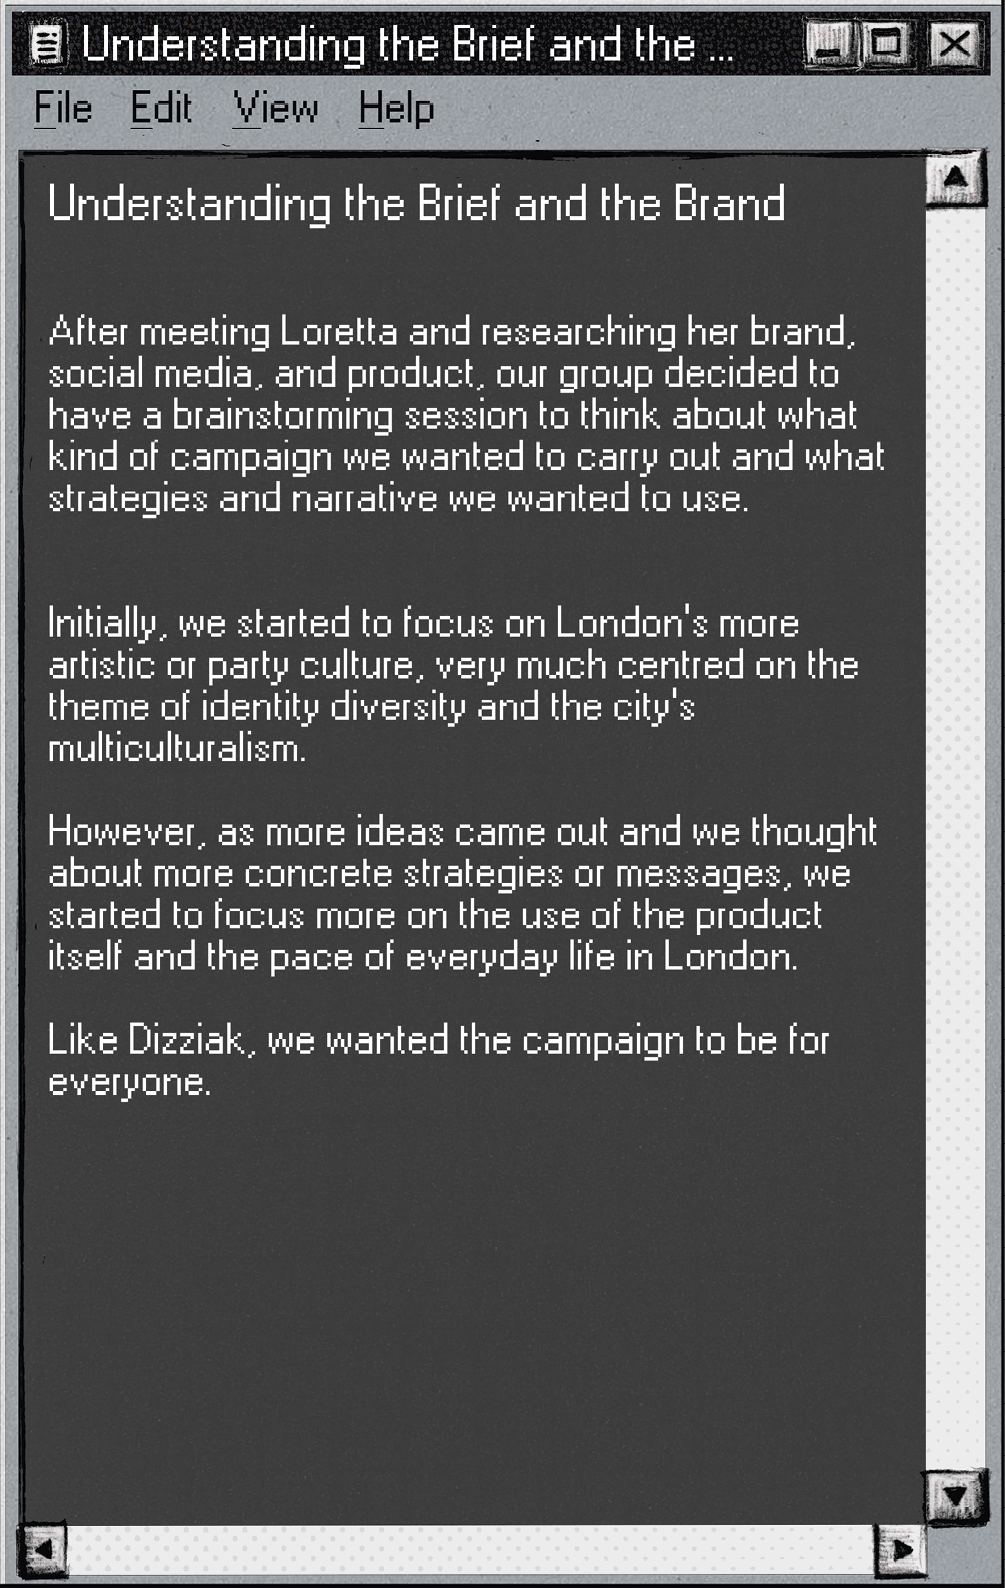 Understanding the Brief and the ...
File Edit View Help
Understanding the Brief and the Brand
After meeting Loretta and researching her brand,
social media, and product, our group decided to
have a brainstorming session to think about what
kind of campaign we wanted to carry out and what
strategies and narrative we wanted to use.
Initially, we started to focus on London's more
artistic or party culture, very much centred on the
theme of identity diversity and the city's
multiculturalism.
However, as more ideas came out and we thought
about more concrete strategies or messages, we
started to focus more on the use of the product
itself and the pace of everyday life in London.
Like Dizziak, we wanted the campaign to be for
everyone.